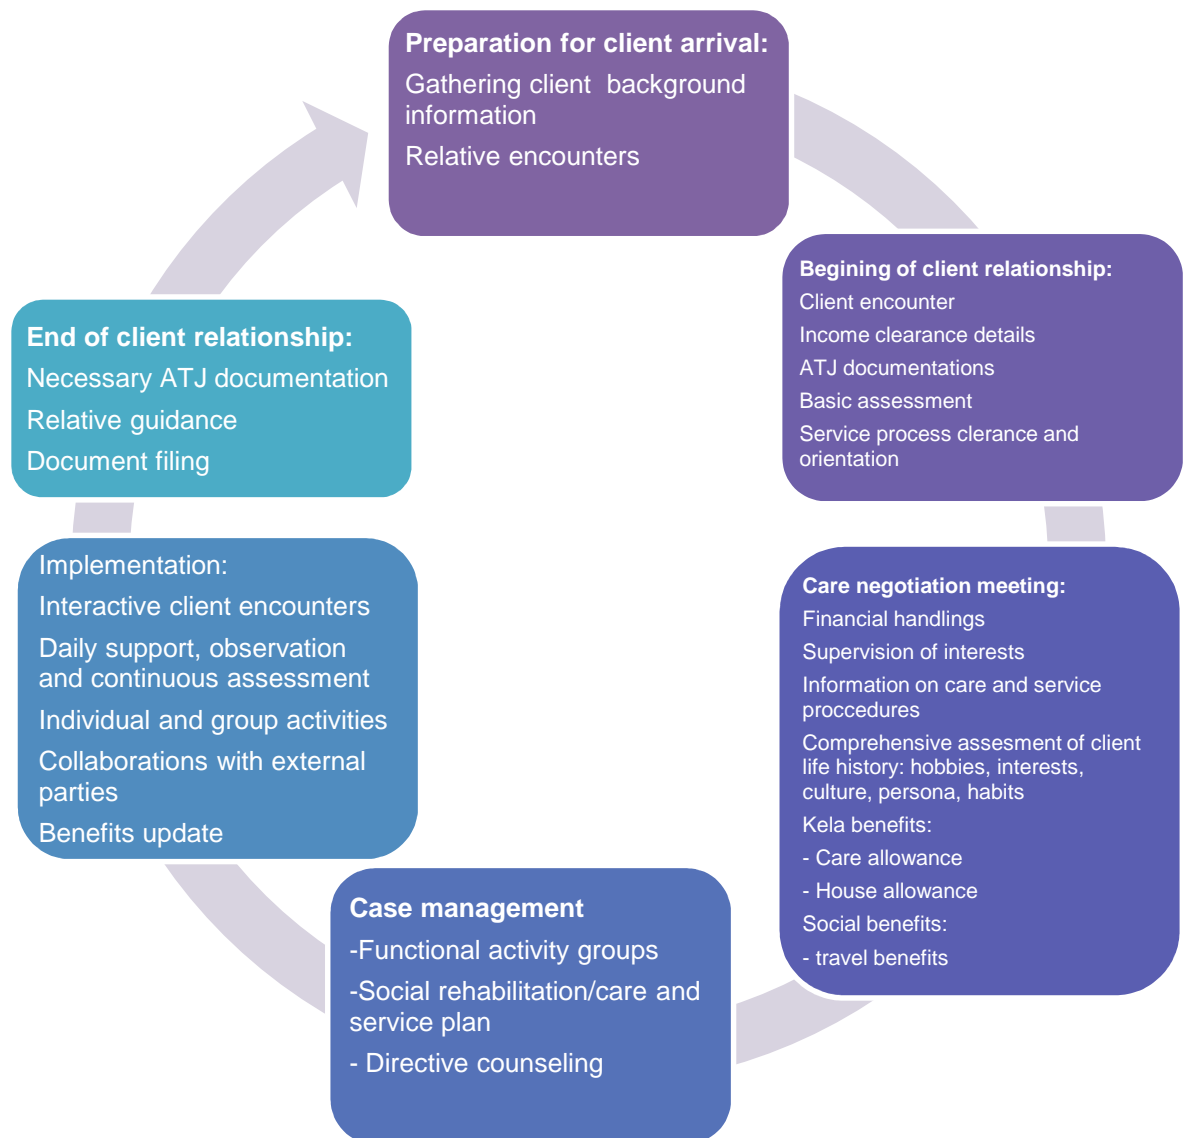 Preparation for client arrival:
Gathering client background
information
Relative encounters
Begining of client relationship:
Client encounter
Income clearance details
ATJ documentations
Basic assessment
Service process clerance and
orientation
Care negotiation meeting:
Financial handlings
Supervision of interests
Information on care and service
proccedures
Comprehensive assesment of client
life history: hobbies, interests,
culture, persona, habits
Kela benefits:
- Care allowance
- House allowance
Social benefits:
- travel benefits
Case management
-Functional activity groups
-Social rehabilitation/care and
service plan
- Directive counseling
Implementation:
Interactive client encounters
Daily support, observation
and continuous assessment
Individual and group activities
Collaborations with external
parties
Benefits update
End of client relationship:
Necessary ATJ documentation
Relative guidance
Document filing